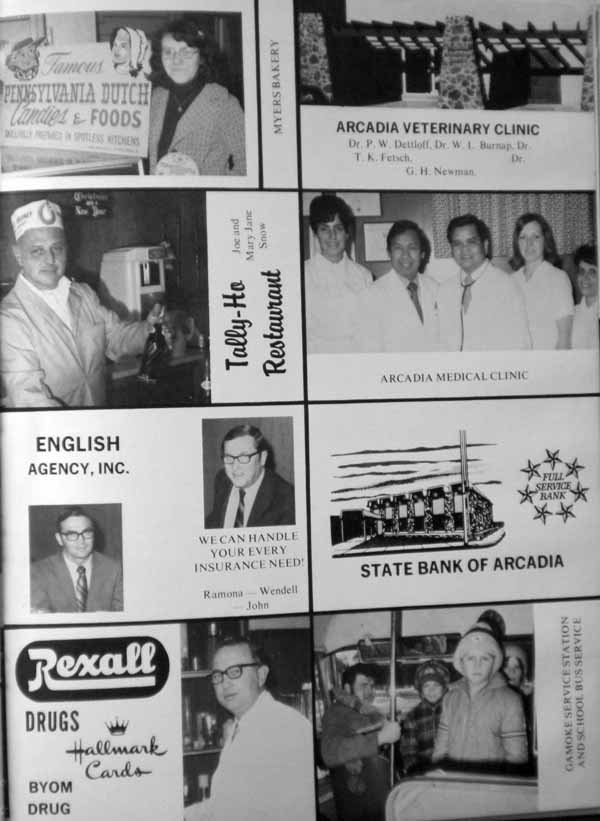 Famous
PENNSYLVANIA DUTCH
Candies & FOODS
SKILLFULLY PREPARED IN SPOTLESS KITCHENS
MYERS BAKERY
ARCADIA VETERINARY CLINIC
Dr. P. W. Dettloff, Dr. W. L. Burnap, Dr.
T. K. Fetsch, Dr.
G. H. Newman.
Christmas
New Year
Joe and
Mary Jane
Snow
Tally-Ho
Restaurant
ARCADIA MEDICAL CLINIC
ENGLISH
AGENCY, INC.
WE CAN HANDLE
YOUR EVERY
INSURANCE NEED!
Ramona — Wendell
— John
FULL
SERVICE
BANK
STATE BANK OF ARCADIA
Rexall
DRUGS
Hallmark
Cards
BYOM
DRUG
GAMOKE SERVICE STATION
AND SCHOOL BUS SERVICE